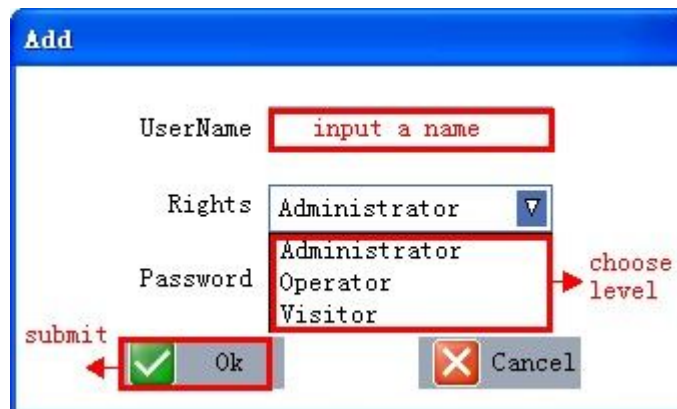 Add
UserName input a name
Rights Administrator
Administrator
Password Operator
Visitor
choose
level
submit
Ok Cancel